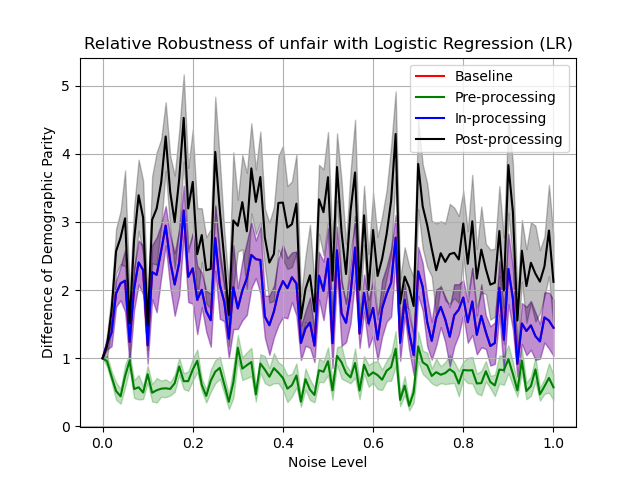 Relative Robustness of unfair with Logistic Regression (LR)
Baseline
Pre-processing
In-processing
Post-processing
Difference of Demographic Parity
5
4
3
2
1
0
0.0 0.2 0.4 0.6 0.8 1.0
Noise Level